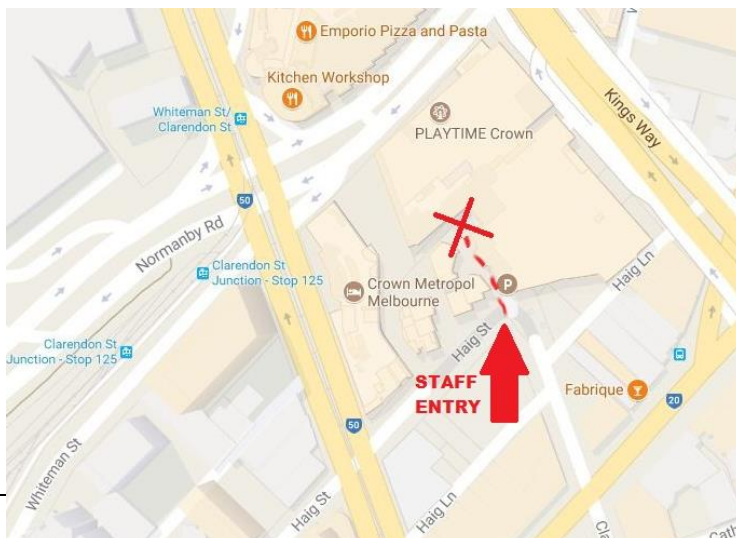 Emporio Pizza and Pasta
Kitchen Workshop
Whiteman St/
Clarendon St
PLAYTIME Crown
Kings Way
50
Normanby Rd
Clarendon St
Junction - Stop 125
Crown Metropol
Melbourne
P
Haig Ln
Clarendon St
Junction - Stop 125
Haig St
STAFF
ENTRY
Fabrique
20
50
Whiteman St
Haig St
Haig Ln
Cla
Cath